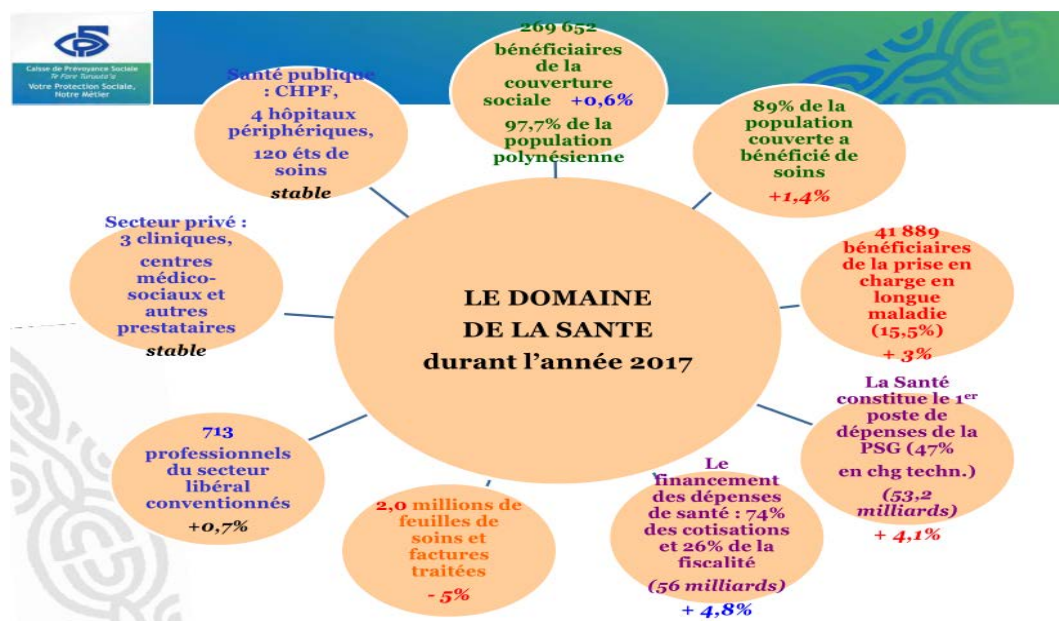 Caisse de Prévoyance Sociale
Te Fare Turuuta'a
Votre Protection Sociale,
Notre Métier
269 652
bénéficiaires
de la
couverture
sociale +0,6%
97,7% de la
population
polynésienne
89% de la
population
couverte a
bénéficié de
soins
+1,4%
41 889
bénéficiaires
de la prise en
charge en
longue
maladie
(15,5%)
+ 3%
La Santé
constitue le 1er
poste de
dépenses de la
PSG (47%
en chg techn.)
(53,2
milliards)
+ 4,1%
Le
financement
des dépenses
de santé : 74%
des cotisations
et 26% de la
fiscalité
(56 milliards)
+ 4,8%
2,0 millions de
feuilles de
soins et
factures
traitées
- 5%
713
professionnels
du secteur
libéral
conventionnés
+0,7%
Secteur privé :
3 cliniques,
centres
médico-
sociaux et
autres
prestataires
stable
Santé publique
: CHPF,
4 hôpitaux
périphériques,
120 éts de
soins
stable
LE DOMAINE
DE LA SANTE
durant l'année 2017